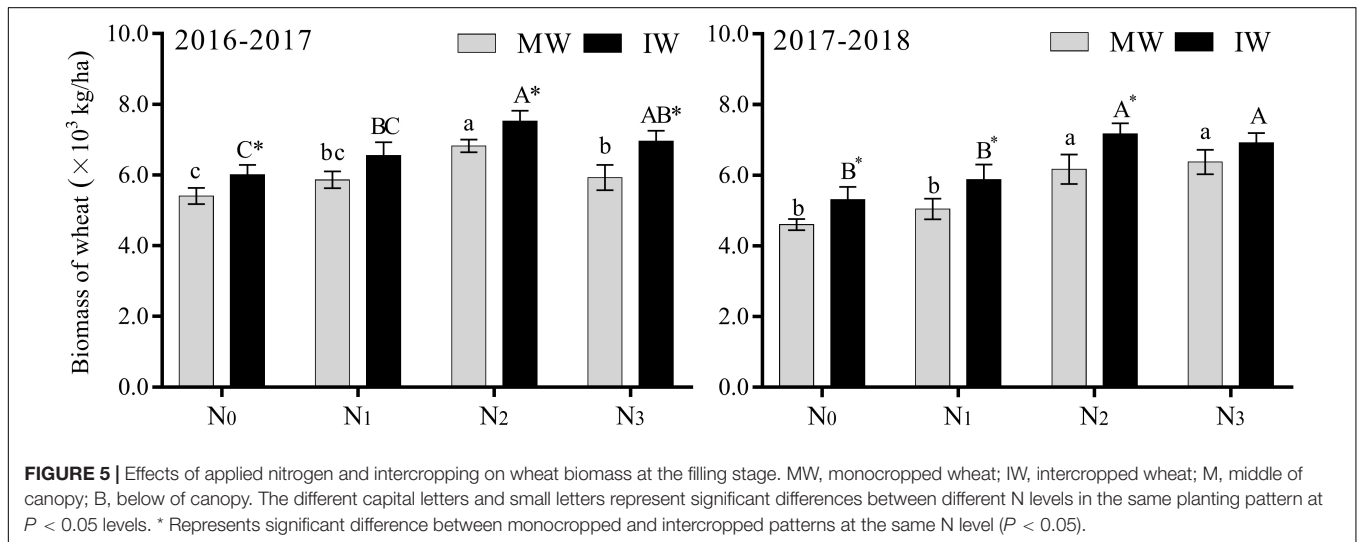 2016-2017 MW IW
2017-2018 MW IW
Biomass of wheat (×10³ kg/ha)
10.0
8.0
6.0
4.0
2.0
0.0
c C* bc BC a A* b AB*
N0 N1 N2 N3
10.0
8.0
6.0
4.0
2.0
0.0
b B* b B* a A* a A
N0 N1 N2 N3
FIGURE 5 | Effects of applied nitrogen and intercropping on wheat biomass at the filling stage. MW, monocropped wheat; IW, intercropped wheat; M, middle of
canopy; B, below of canopy. The different capital letters and small letters represent significant differences between different N levels in the same planting pattern at
P < 0.05 levels. * Represents significant difference between monocropped and intercropped patterns at the same N level (P < 0.05).